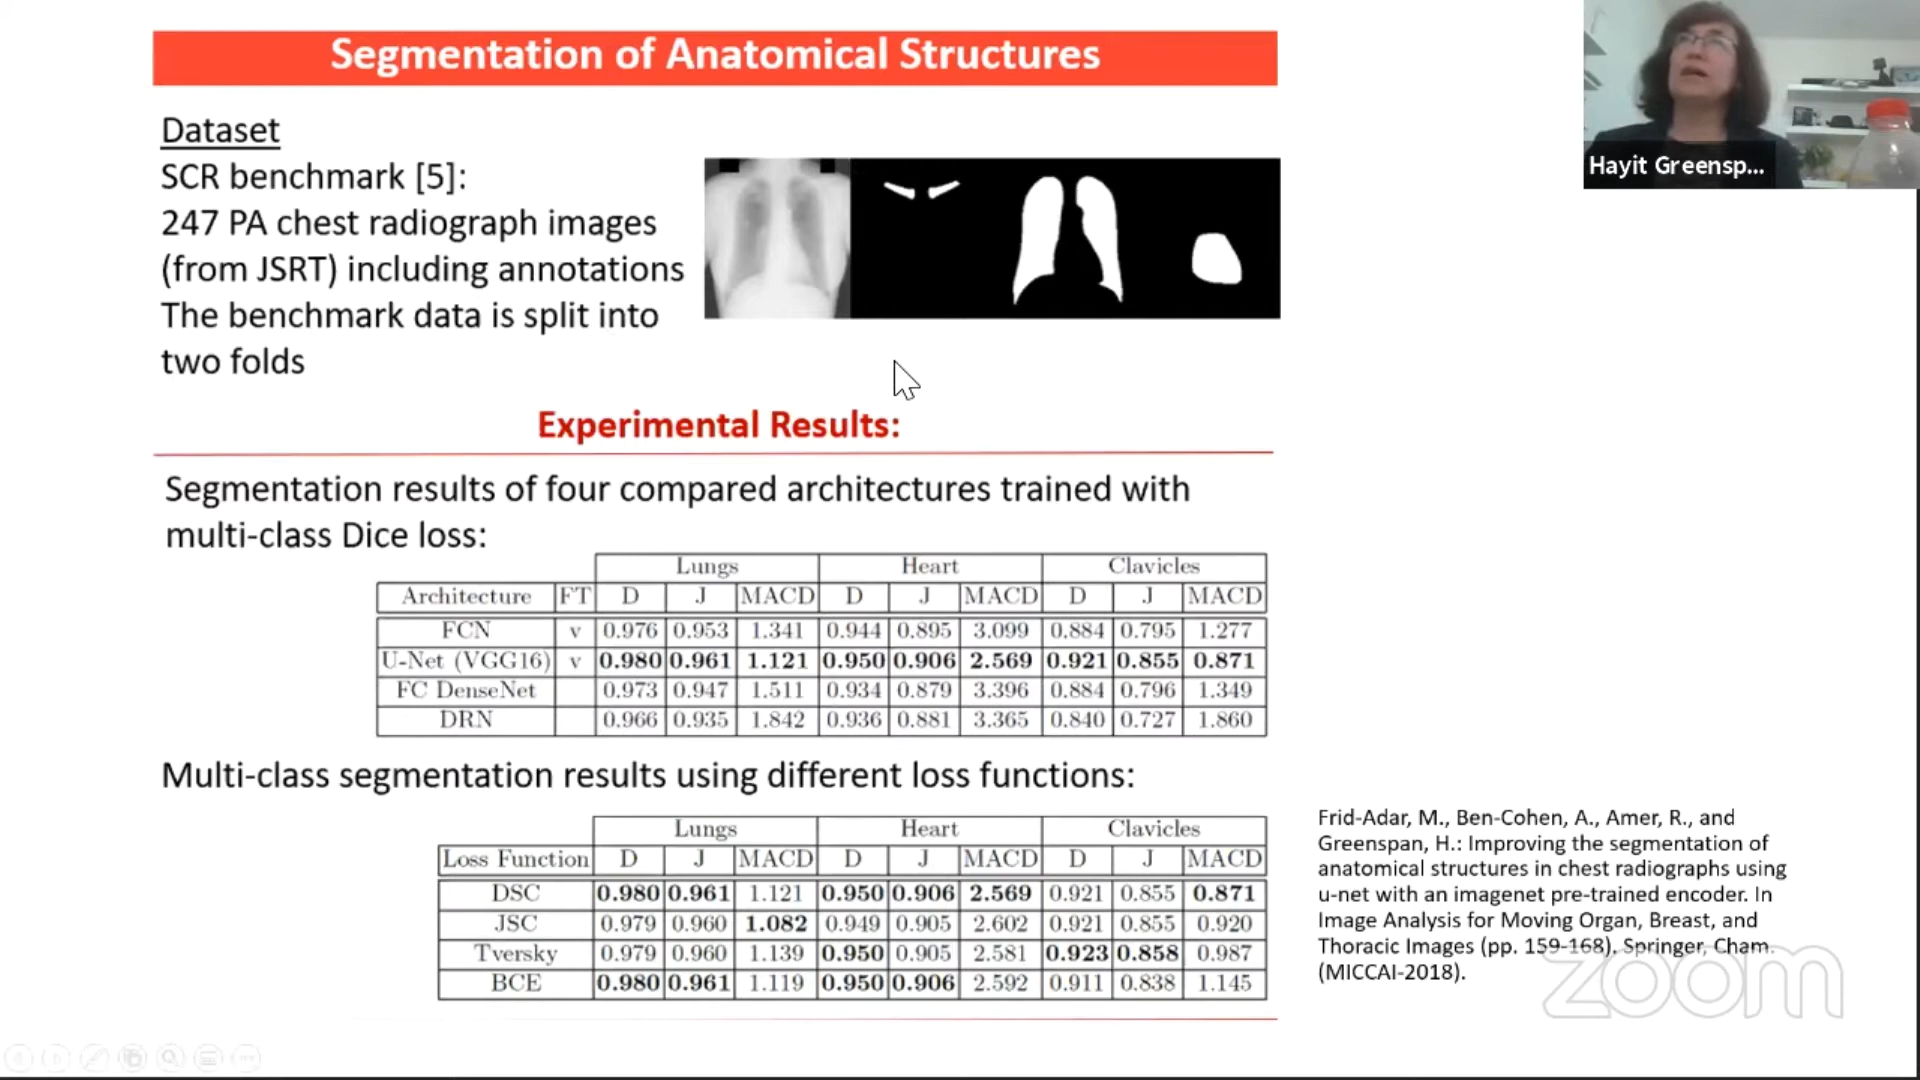 Segmentation of Anatomical Structures
Hayit Greensp...
Dataset
SCR benchmark [5]:
247 PA chest radiograph images
(from JSRT) including annotations
The benchmark data is split into
two folds
Experimental Results:
Segmentation results of four compared architectures trained with
multi-class Dice loss:
Lungs Heart Clavicles
Architecture FT D J MACD D J MACD D J MACD
FCN v 0.976 0.953 1.341 0.944 0.895 3.099 0.884 0.795 1.277
U-Net (VGG16) v 0.980 0.961 1.121 0.950 0.906 2.569 0.921 0.855 0.871
FC DenseNet 0.973 0.947 1.511 0.934 0.879 3.396 0.884 0.796 1.349
DRN 0.966 0.935 1.842 0.936 0.881 3.365 0.840 0.727 1.860
Multi-class segmentation results using different loss functions:
Lungs Heart Clavicles
Loss Function D J MACD D J MACD D J MACD
DSC 0.980 0.961 1.121 0.950 0.906 2.569 0.921 0.855 0.871
JSC 0.979 0.960 1.082 0.949 0.905 2.602 0.921 0.855 0.920
Tversky 0.979 0.960 1.139 0.950 0.905 2.581 0.923 0.858 0.987
BCE 0.980 0.961 1.119 0.950 0.906 2.592 0.911 0.838 1.145
Frid-Adar, M., Ben-Cohen, A., Amer, R., and
Greenspan, H.: Improving the segmentation of
anatomical structures in chest radiographs using
u-net with an imagenet pre-trained encoder. In
Image Analysis for Moving Organ, Breast, and
Thoracic Images (pp. 159-168). Springer, Cham.
(MICCAI-2018).
zoom